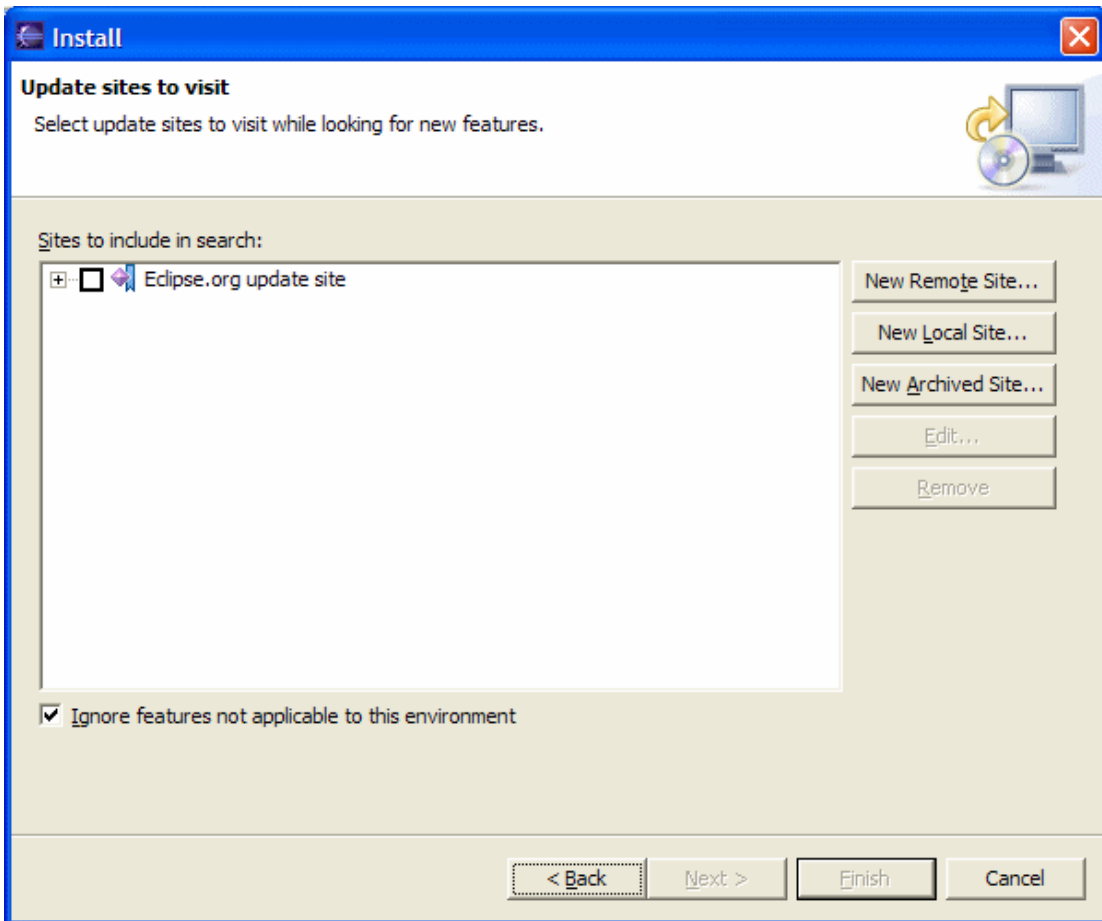 Install
Update sites to visit
Select update sites to visit while looking for new features.
Sites to include in search:
Eclipse.org update site
New Remote Site...
New Local Site...
New Archived Site...
Edit...
Remove
Ignore features not applicable to this environment
< Back
Next >
Finish
Cancel